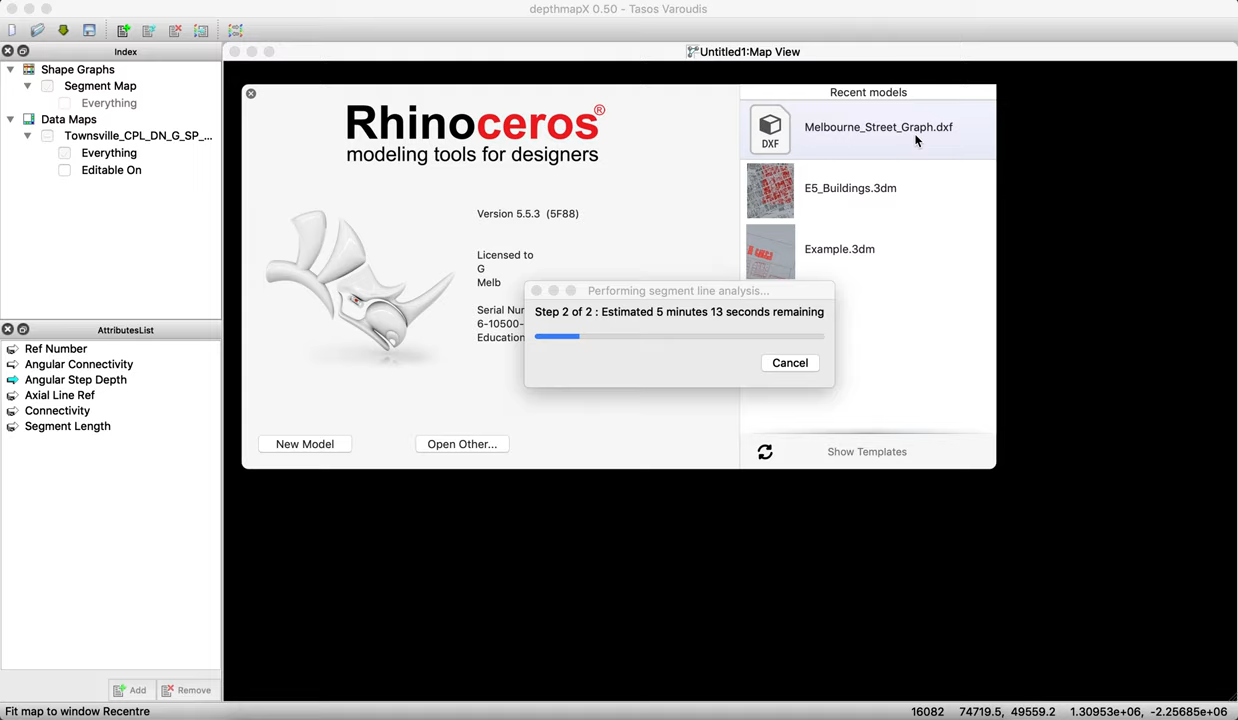 depthmapX 0.50 - Tasos Varoudis
Index
Shape Graphs
Segment Map
Everything
Data Maps
Townsville_CPL_DN_G_SP_...
Everything
Editable On
AttributesList
Ref Number
Angular Connectivity
Angular Step Depth
Axial Line Ref
Connectivity
Segment Length
Add
Remove
Untitled1:Map View
Rhinoceros®
modeling tools for designers
Version 5.5.3 (5F88)
Licensed to
G
Melb
Serial Nur
6-10500-
Education
New Model
Open Other...
Recent models
DXF
Melbourne_Street_Graph.dxf
E5_Buildings.3dm
Example.3dm
Show Templates
Performing segment line analysis...
Step 2 of 2 : Estimated 5 minutes 13 seconds remaining
Cancel
Fit map to window Recentre
16082 74719.5, 49559.2 1.30953e+06, -2.25685e+06